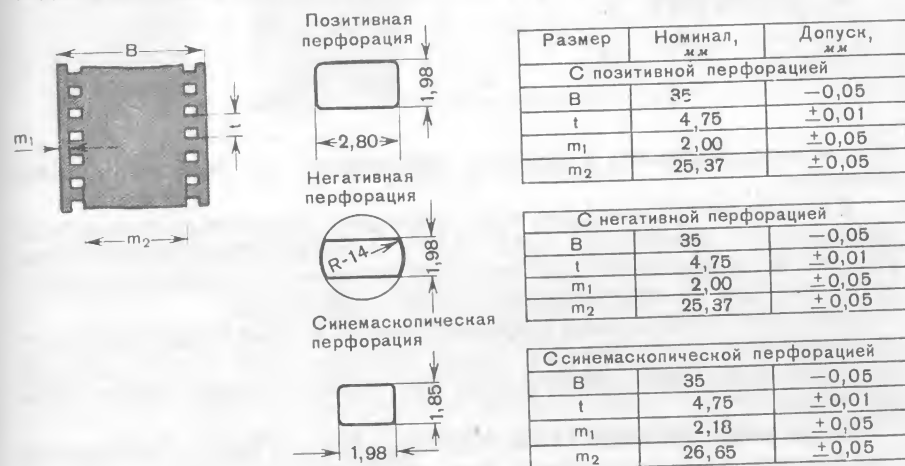 B
m₁
t
m₂
Позитивная
перфорация
1,98
2,80
Негативная
перфорация
R-14
1,98
Синемаскопическая
перфорация
1,85
1,98
Размер Номинал, мм Допуск, мм
С позитивной перфорацией
B 35 —0,05
t 4,75 ±0,01
m₁ 2,00 ±0,05
m₂ 25,37 ±0,05
С негативной перфорацией
B 35 —0,05
t 4,75 ±0,01
m₁ 2,00 ±0,05
m₂ 25,37 ±0,05
С синемаскопической перфорацией
B 35 —0,05
t 4,75 ±0,01
m₁ 2,18 ±0,05
m₂ 26,65 ±0,05